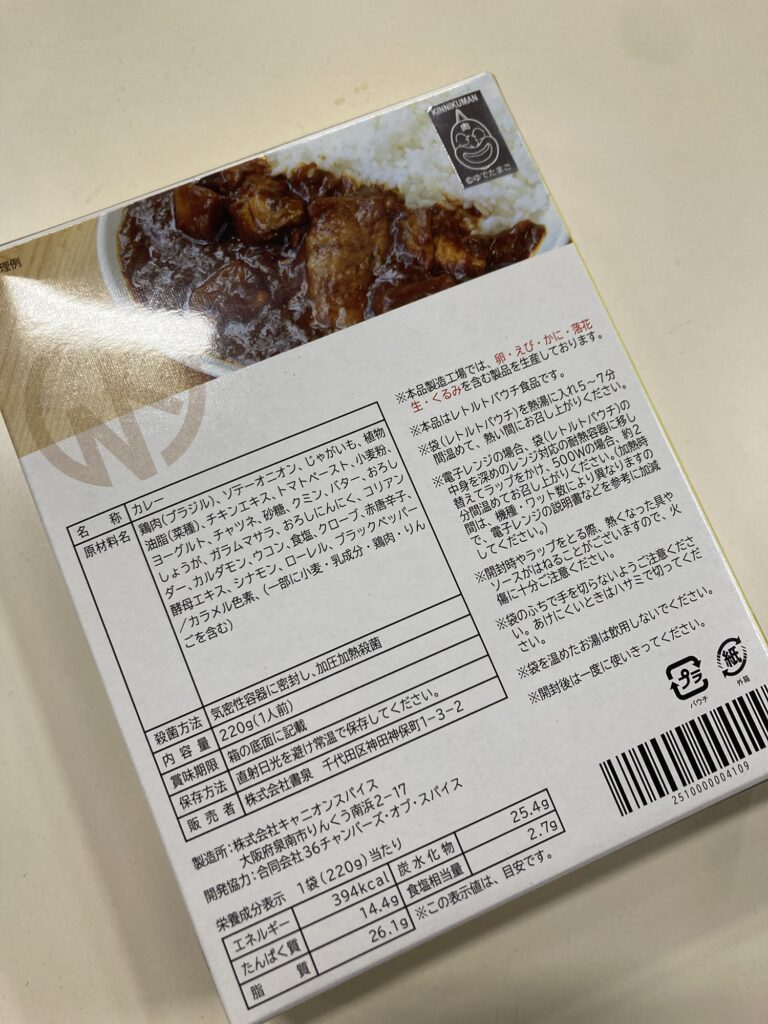 KINNIKUMAN
肉
©ゆでたまご
理例
※本品製造工場では、卵・えび・かに・落花
生・くるみを含む製品を生産しております。
※本品はレトルトパウチ食品です。
※袋(レトルトパウチ)を熱湯に入れ5~7分
間温めて、熱い間にお召し上がりください。
※電子レンジの場合、袋(レトルトパウチ)の
中身を深めのレンジ対応の耐熱容器に移し
替えてラップをかけ、500Wの場合、約2
分間温めてお召し上がりください。(加熱時
間は、機種・ワット数により異なりますの
で、電子レンジの説明書などを参考に加減
してください。)
※開封時やラップをとる際、熱くなった具や
ソースがはねることがございますので、火
傷に十分ご注意ください。
※袋のふちで手を切らないようご注意くださ
い。あけにくいときはハサミで切ってくだ
さい。
※袋を温めたお湯は飲用しないでください。
※開封後は一度に使いきってください。
プラ
パウチ
紙
外箱
2510000004109
名称 カレー
原材料名 鶏肉(ブラジル)、ソテーオニオン、じゃがいも、植物
油脂(菜種)、チキンエキス、トマトペースト、小麦粉、
ヨーグルト、チャツネ、砂糖、クミン、バター、おろし
しょうが、ガラムマサラ、おろしにんにく、コリアン
ダー、カルダモン、ウコン、食塩、クローブ、赤唐辛子、
酵母エキス、シナモン、ローレル、ブラックペッパー
/カラメル色素、(一部に小麦・乳成分・鶏肉・りん
ごを含む)
殺菌方法 気密性容器に密封し、加圧加熱殺菌
内容量 220g(1人前)
賞味期限 箱の底面に記載
保存方法 直射日光を避け常温で保存してください。
販売者 株式会社書泉 千代田区神田神保町1-3-2
製造所:株式会社キャニオンスパイス
大阪府泉南市りんくう南浜2-17
開発協力:合同会社36チャンバーズ・オブ・スパイス
栄養成分表示 1袋(220g)当たり
エネルギー 394kcal 炭水化物 25.4g
たんぱく質 14.4g 食塩相当量 2.7g
脂質 26.1g ※この表示値は、目安です。